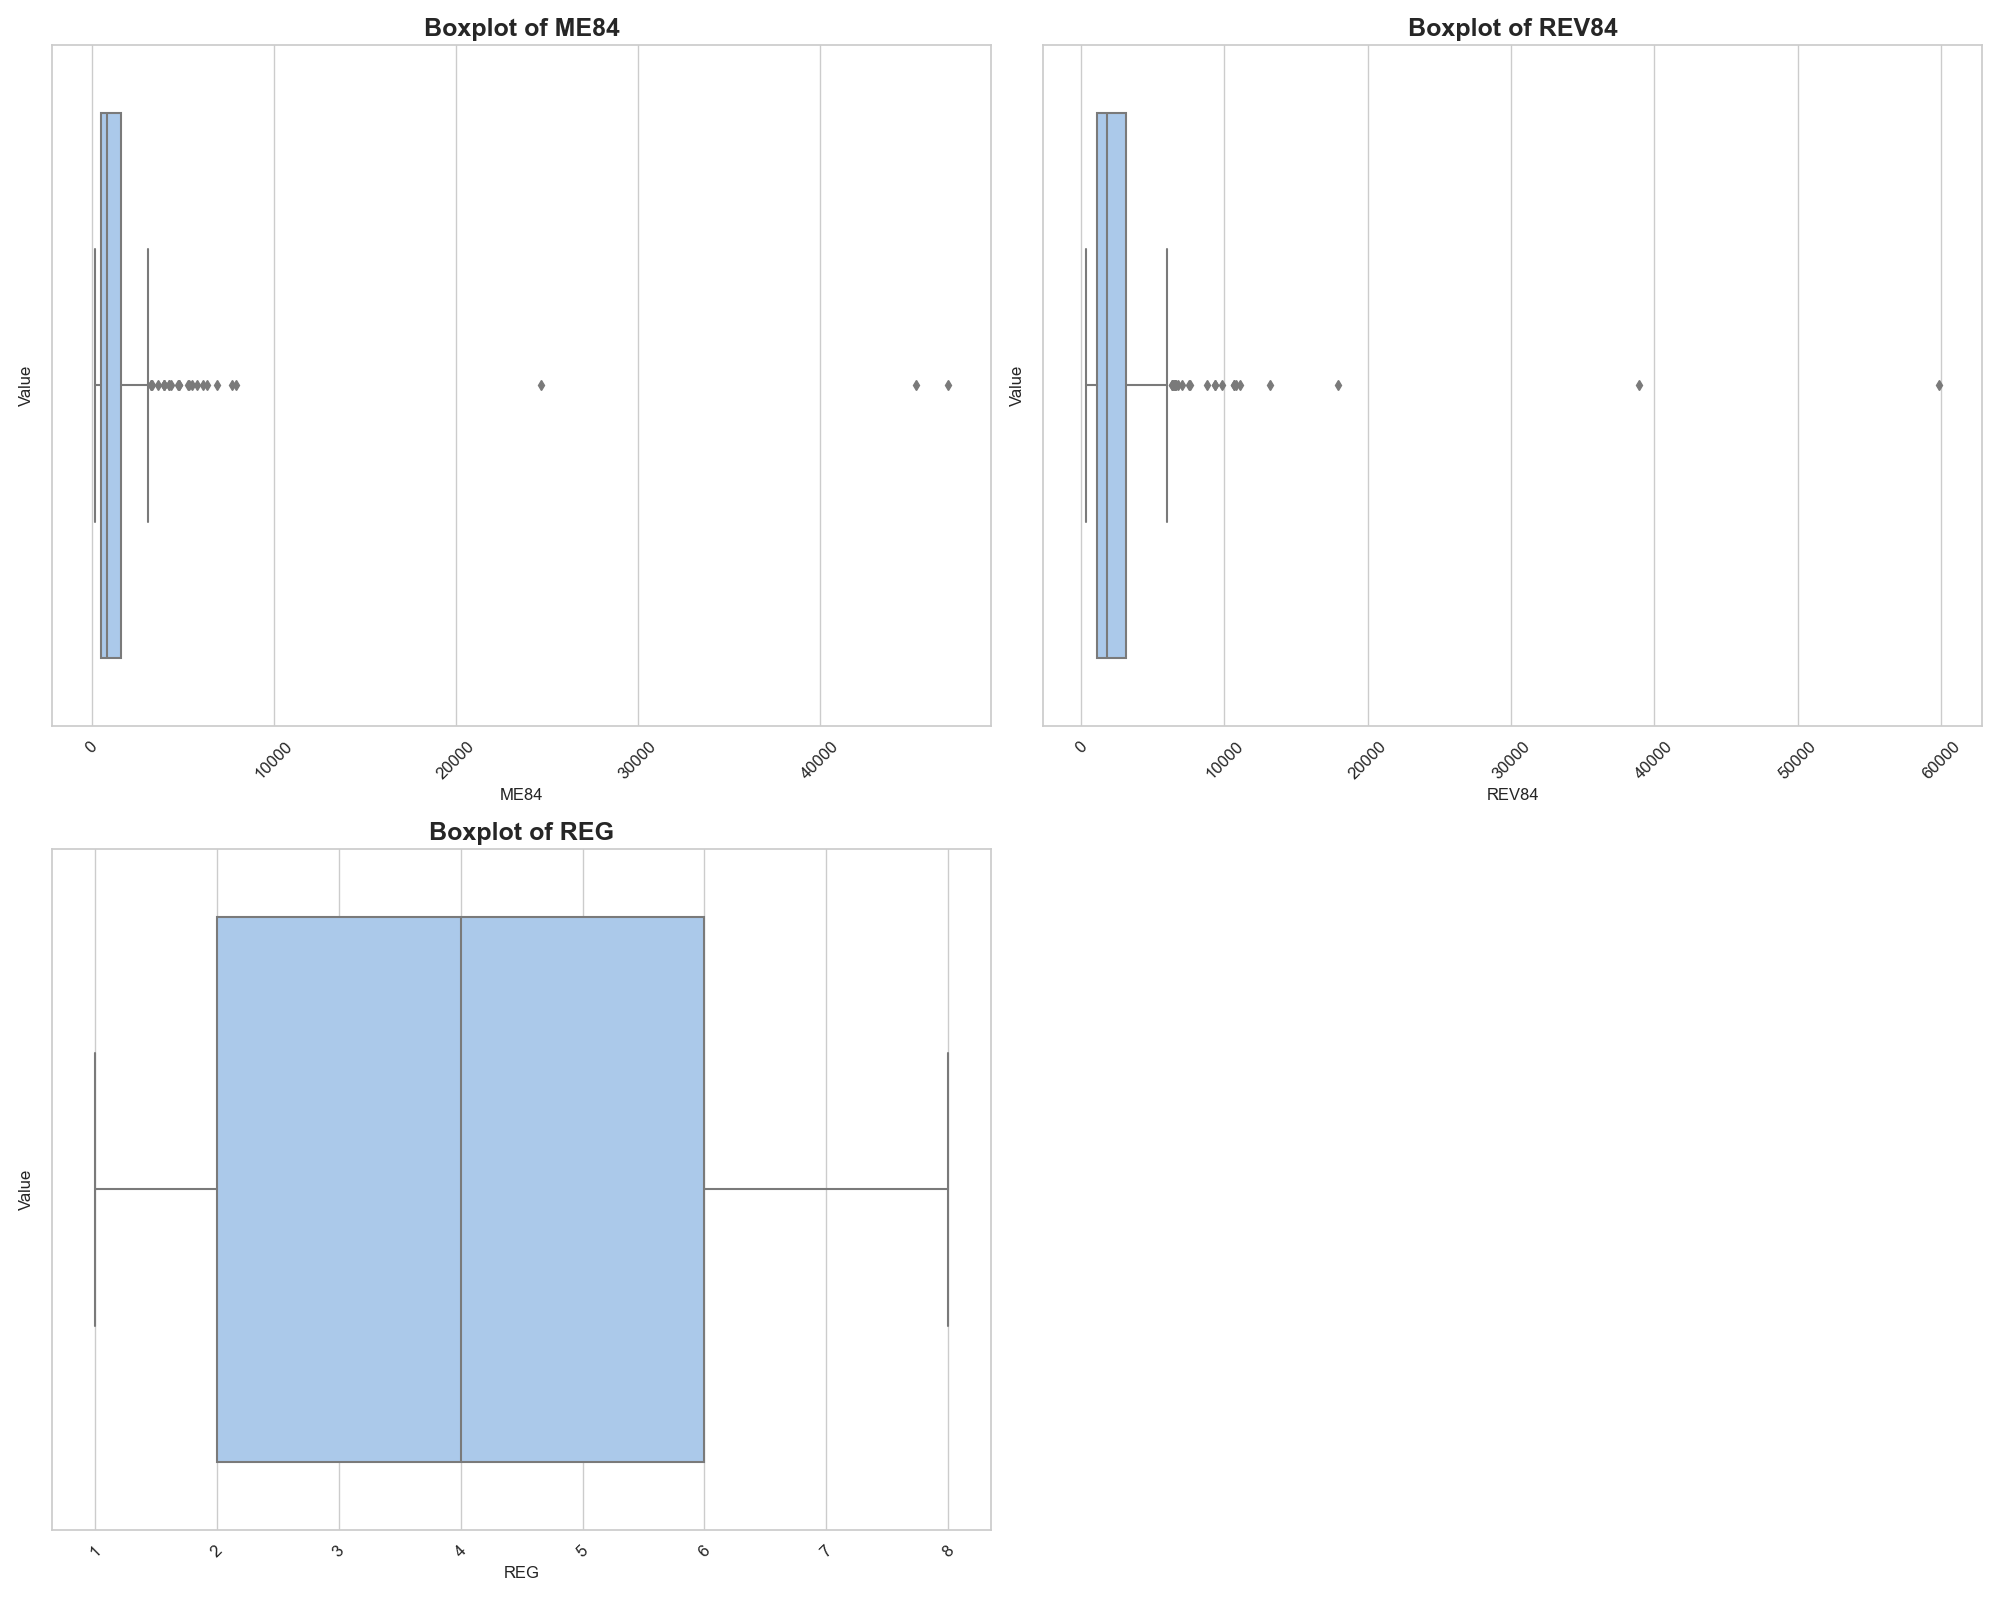 Boxplot of ME84
Value
0 10000 20000 30000 40000
ME84
Boxplot of REV84
Value
0 10000 20000 30000 40000 50000 60000
REV84
Boxplot of REG
Value
1 2 3 4 5 6 7 8
REG